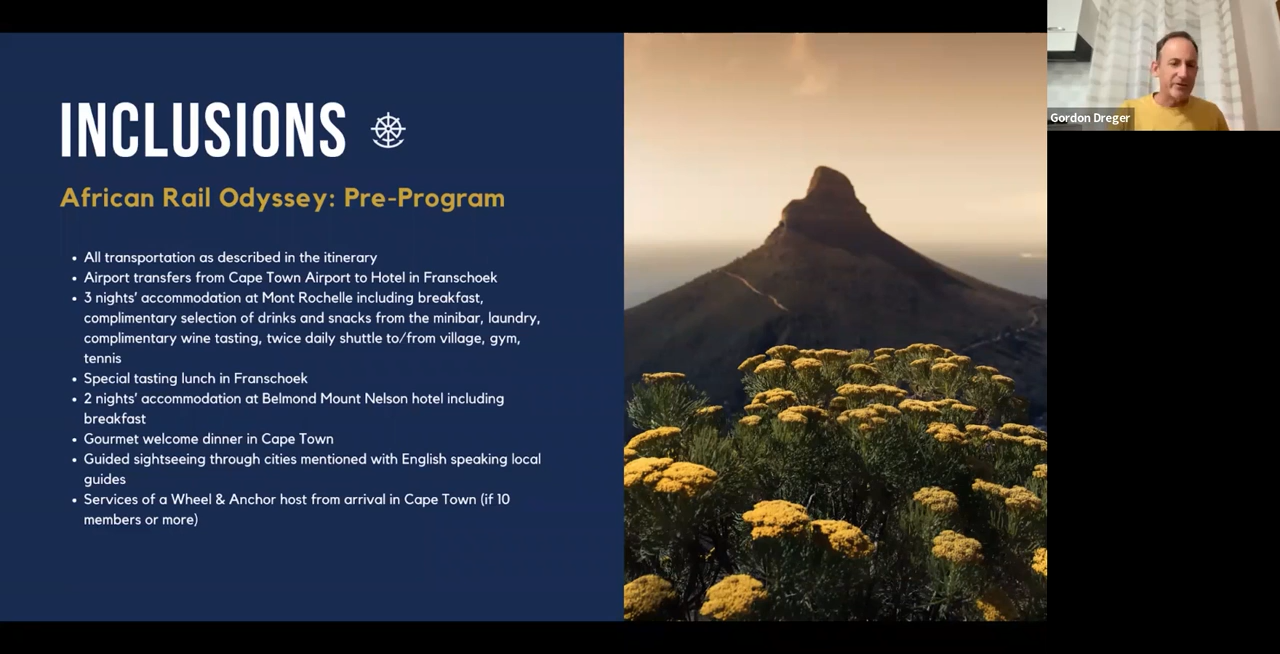 INCLUSIONS
African Rail Odyssey: Pre-Program
• All transportation as described in the itinerary
• Airport transfers from Cape Town Airport to Hotel in Franschoek
• 3 nights' accommodation at Mont Rochelle including breakfast,
complimentary selection of drinks and snacks from the minibar, laundry,
complimentary wine tasting, twice daily shuttle to/from village, gym,
tennis
• Special tasting lunch in Franschoek
• 2 nights' accommodation at Belmond Mount Nelson hotel including
breakfast
• Gourmet welcome dinner in Cape Town
• Guided sightseeing through cities mentioned with English speaking local
guides
• Services of a Wheel & Anchor host from arrival in Cape Town (if 10
members or more)
Gordon Dreger